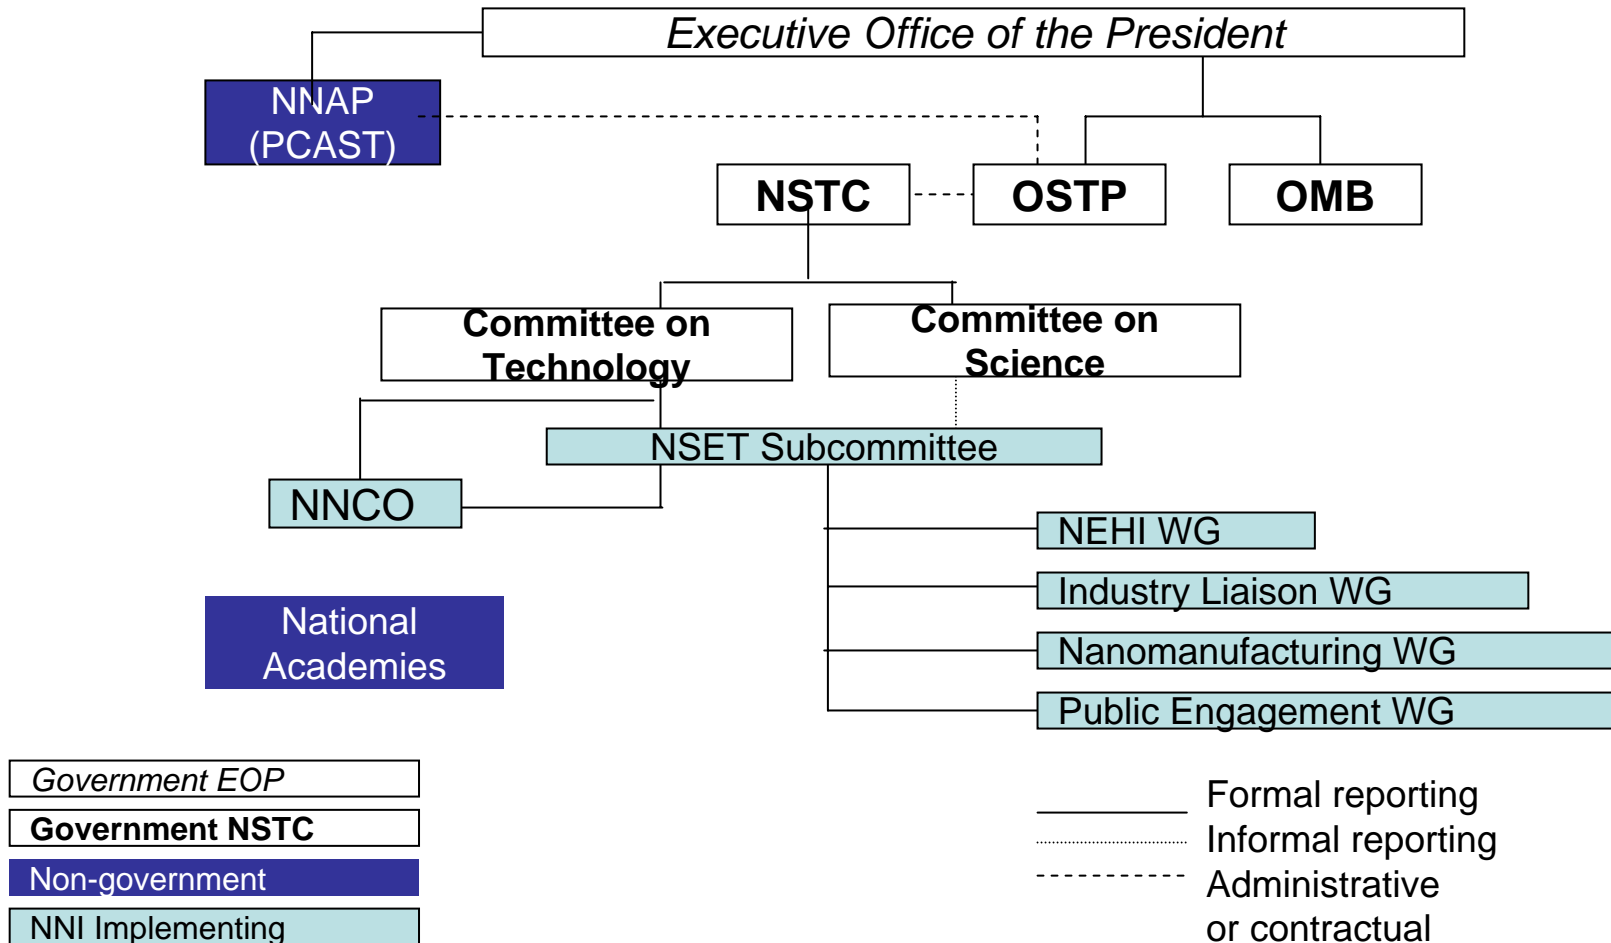 Executive Office of the President
NNAP
(PCAST)
NSTC
OSTP
OMB
Committee on
Technology
Committee on
Science
NSET Subcommittee
NNCO
NEHI WG
Industry Liaison WG
National
Academies
Nanomanufacturing WG
Public Engagement WG
Government EOP
Government NSTC
Non-government
NNI Implementing
Formal reporting
Informal reporting
Administrative
or contractual